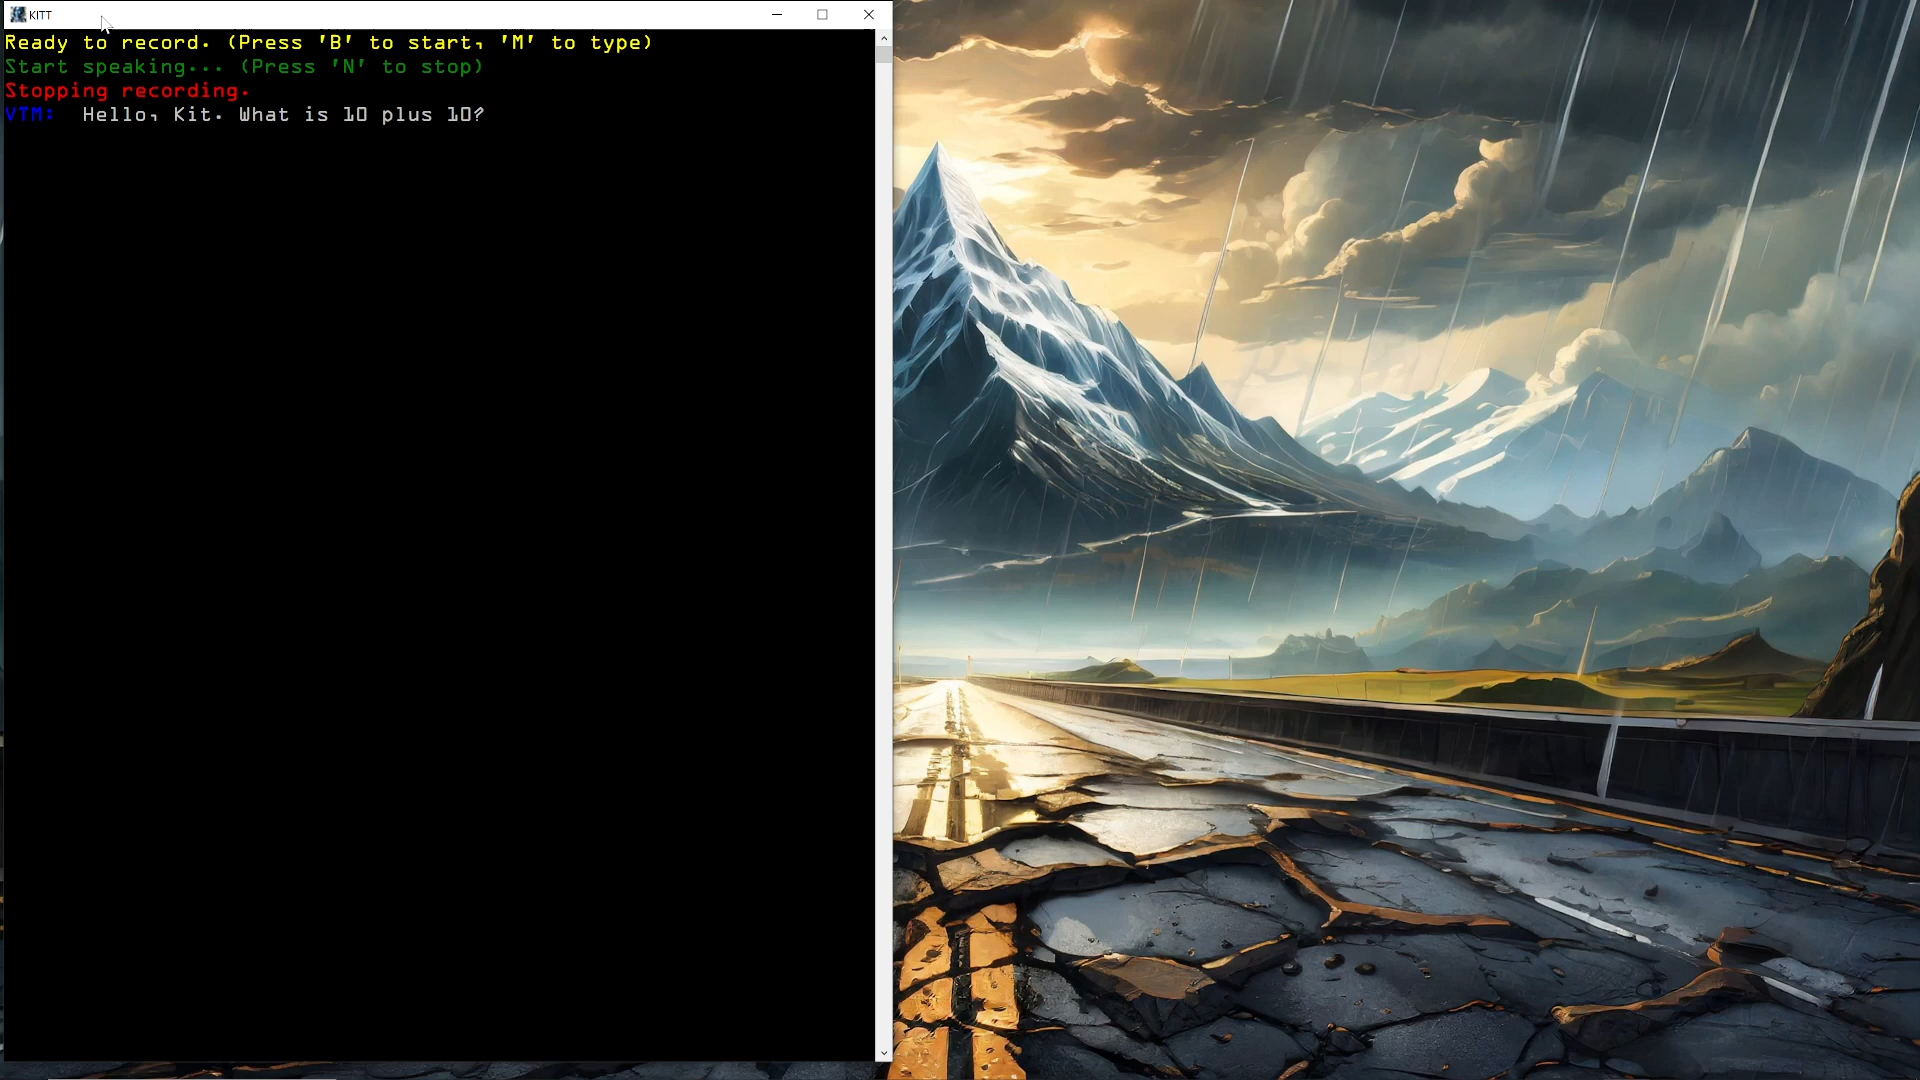 KITT
Ready to record. (Press 'B' to start, 'M' to type)
Start speaking... (Press 'N' to stop)
Stopping recording.
VTM:  Hello, Kit. What is 10 plus 10?